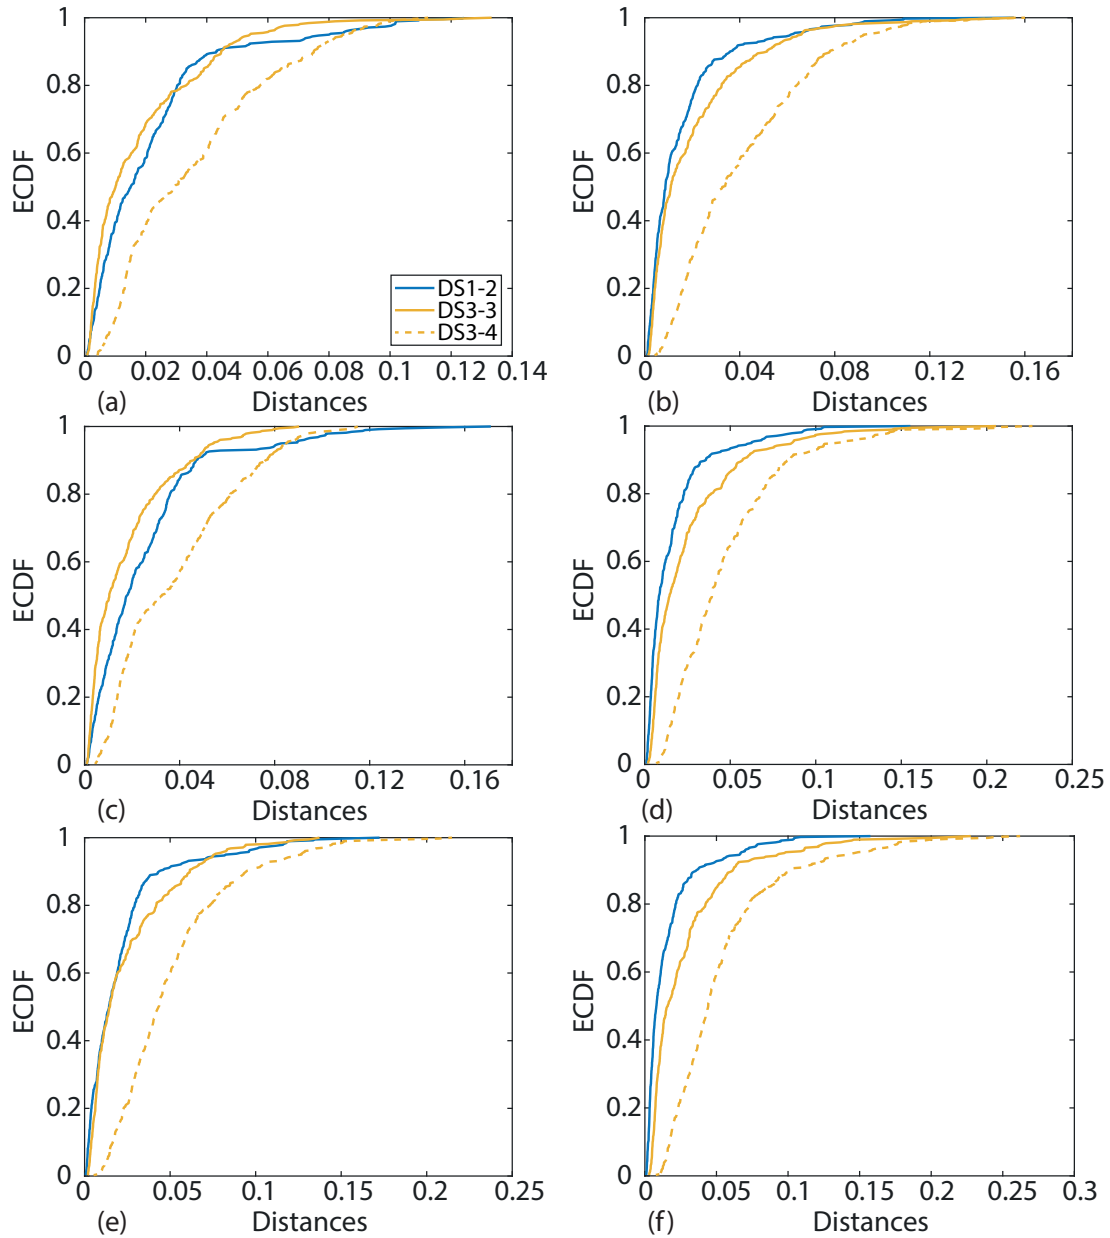 1
0.8
0.6
0.4
0.2
0
ECDF
0 0.02 0.04 0.06 0.08 0.1 0.12 0.14
(a) Distances
DS1-2
DS3-3
DS3-4
1
0.8
0.6
0.4
0.2
0
ECDF
0 0.04 0.08 0.12 0.16
(b) Distances
1
0.8
0.6
0.4
0.2
0
ECDF
0 0.04 0.08 0.12 0.16
(c) Distances
1
0.8
0.6
0.4
0.2
0
ECDF
0 0.05 0.1 0.15 0.2 0.25
(d) Distances
1
0.8
0.6
0.4
0.2
0
ECDF
0 0.05 0.1 0.15 0.2 0.25
(e) Distances
1
0.8
0.6
0.4
0.2
0
ECDF
0 0.05 0.1 0.15 0.2 0.25 0.3
(f) Distances